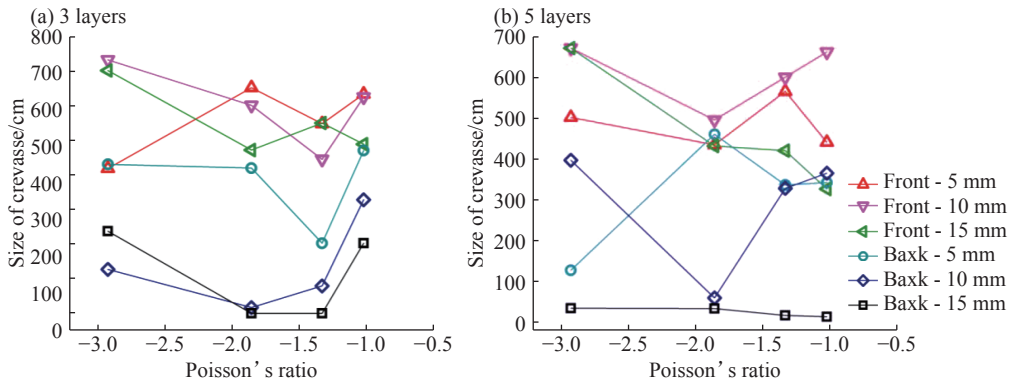 (a) 3 layers
800
700
600
500
400
300
200
100
0
Size of crevasse/cm
−3.0 −2.5 −2.0 −1.5 −1.0 −0.5
Poisson’s ratio
(b) 5 layers
700
600
500
400
300
200
100
0
Size of crevasse/cm
−3.0 −2.5 −2.0 −1.5 −1.0 −0.5
Poisson’s ratio
Front - 5 mm
Front - 10 mm
Front - 15 mm
Baxk - 5 mm
Baxk - 10 mm
Baxk - 15 mm